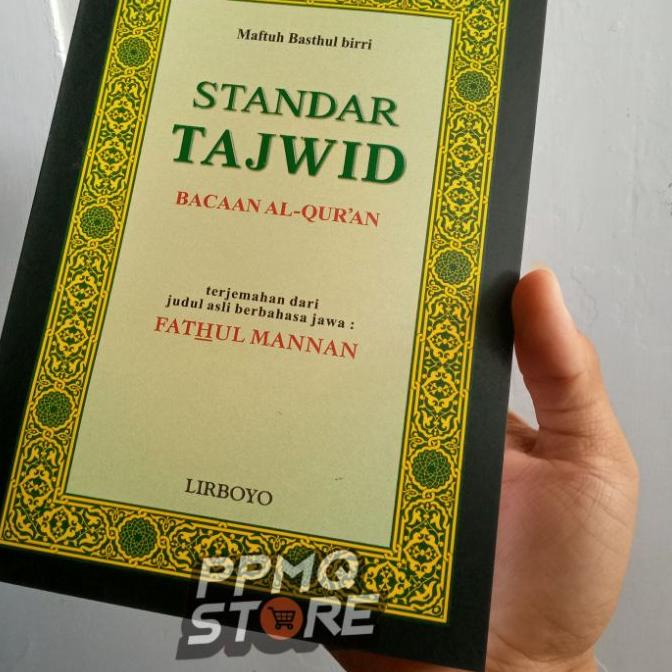 Maftuh Basthul birri
STANDAR
TAJWID
BACAAN AL-QUR'AN
terjemahan dari
judul asli berbahasa jawa :
FATHUL MANNAN
LIRBOYO
PPMQ
STORE